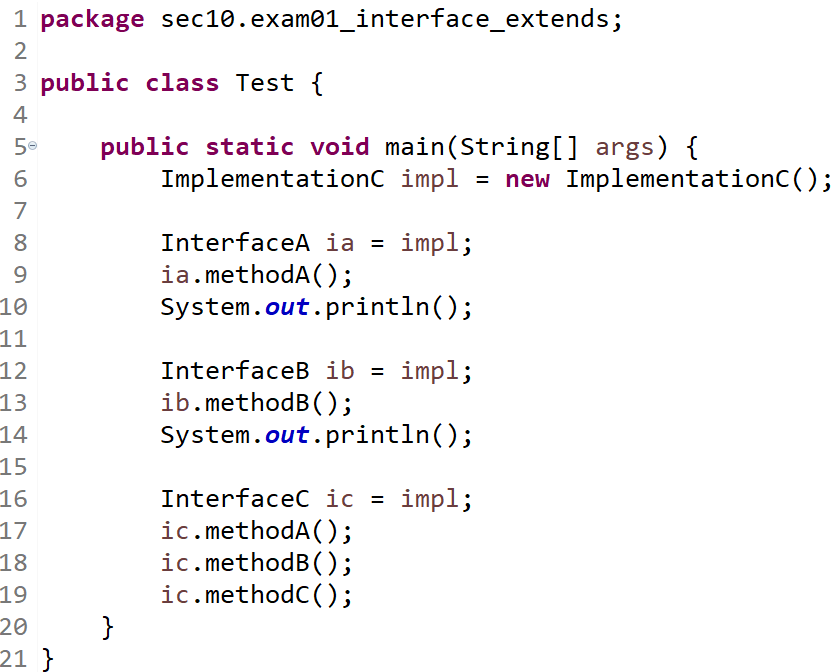 1 package sec10.exam01_interface_extends;
2
3 public class Test {
4
5 public static void main(String[] args) {
6 ImplementationC impl = new ImplementationC();
7
8 InterfaceA ia = impl;
9 ia.methodA();
10 System.out.println();
11
12 InterfaceB ib = impl;
13 ib.methodB();
14 System.out.println();
15
16 InterfaceC ic = impl;
17 ic.methodA();
18 ic.methodB();
19 ic.methodC();
20 }
21 }